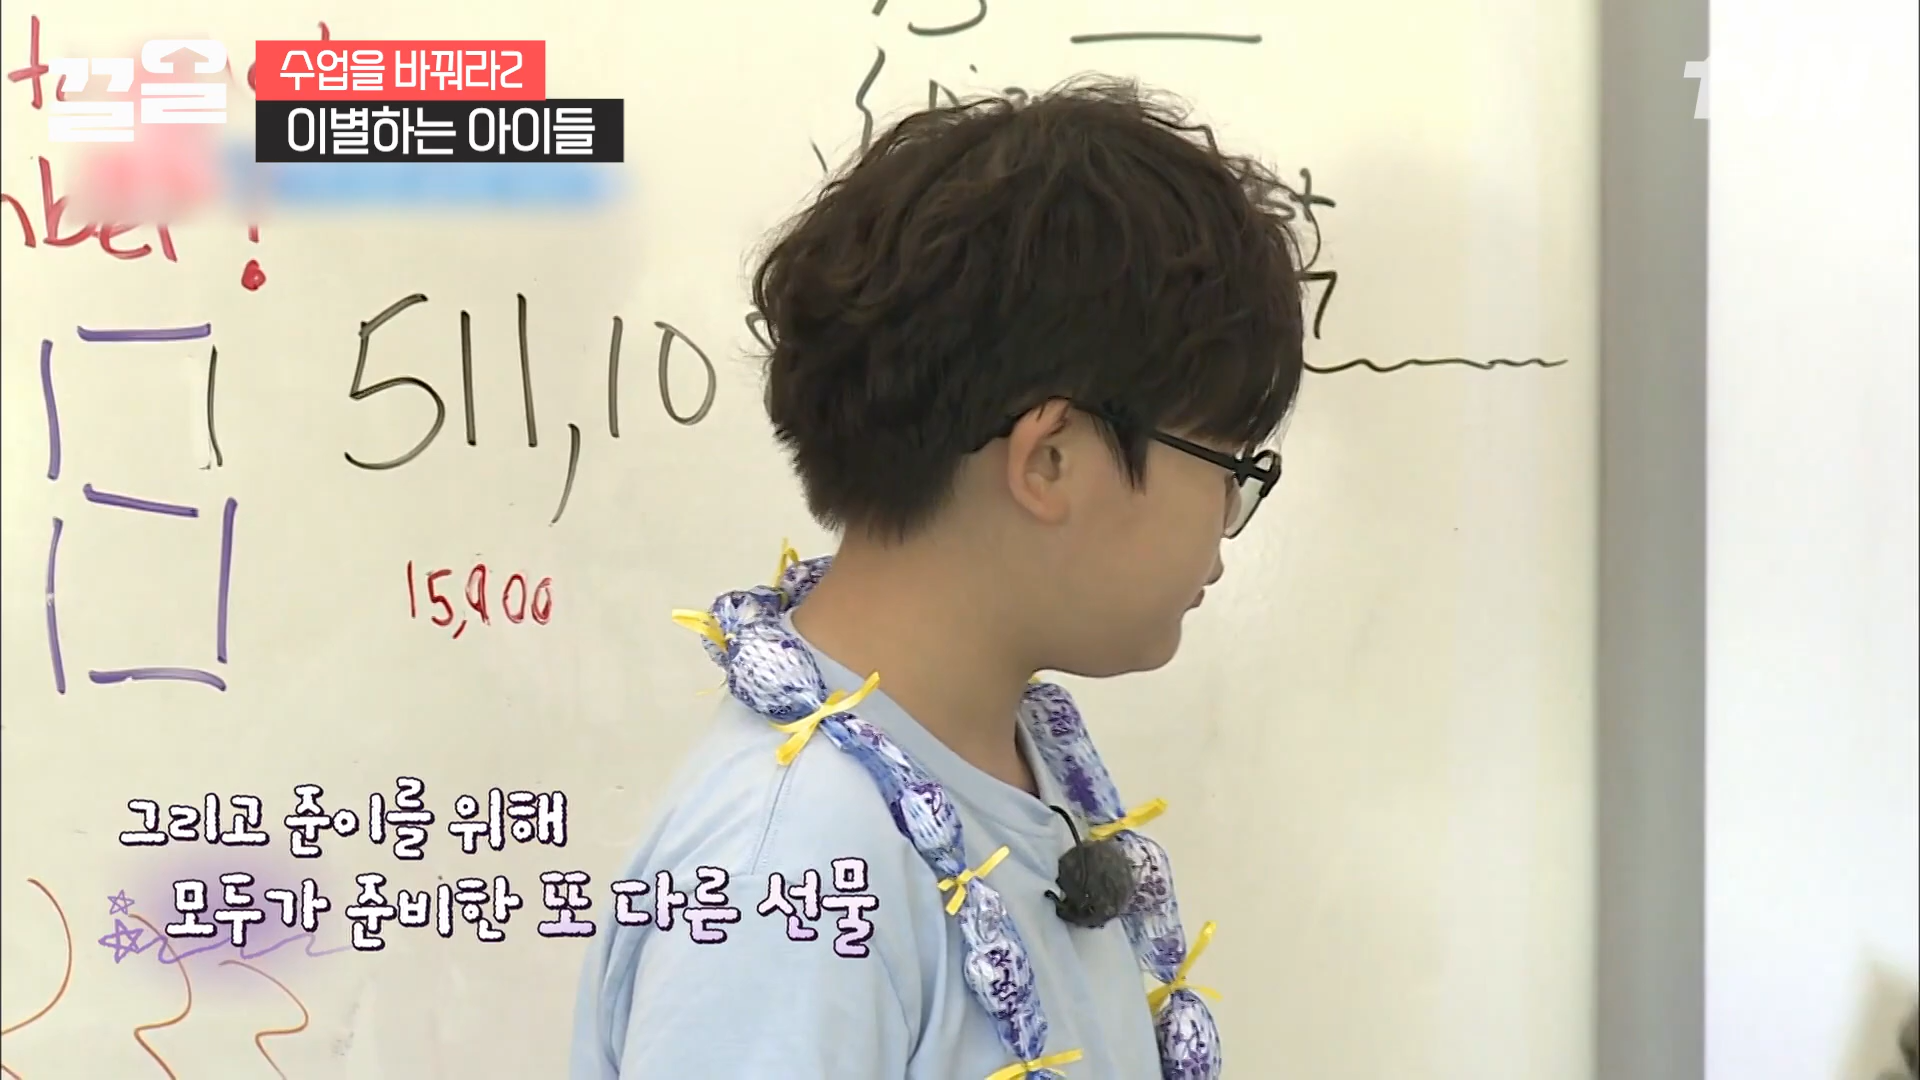 끌올
수업을 바꿔라2
이별하는 아이들
tvN
511,10
15,900
그리고 준이를 위해
모두가 준비한 또 다른 선물